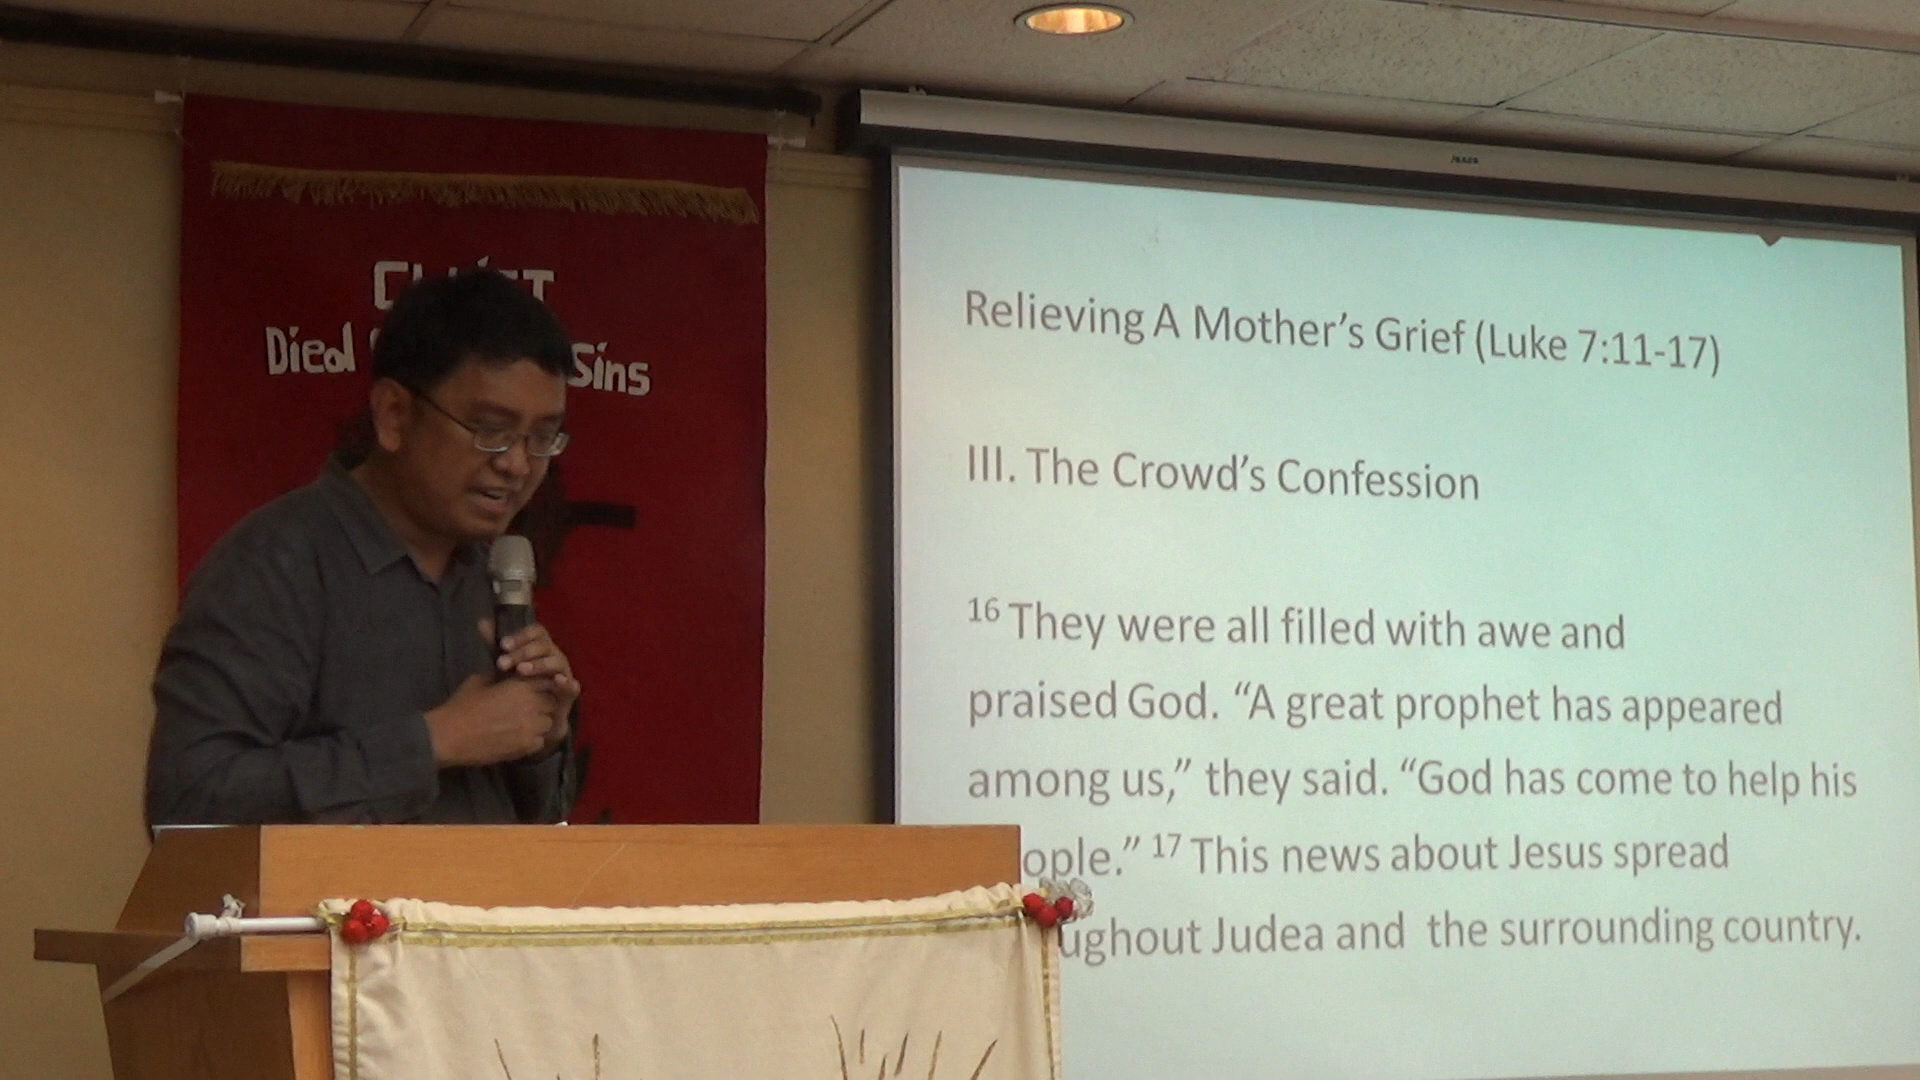 Died Sins
Relieving A Mother's Grief (Luke 7:11-17)
III. The Crowd's Confession
16 They were all filled with awe and
praised God. “A great prophet has appeared
among us,” they said. “God has come to help his
ople.” 17 This news about Jesus spread
ughout Judea and the surrounding country.